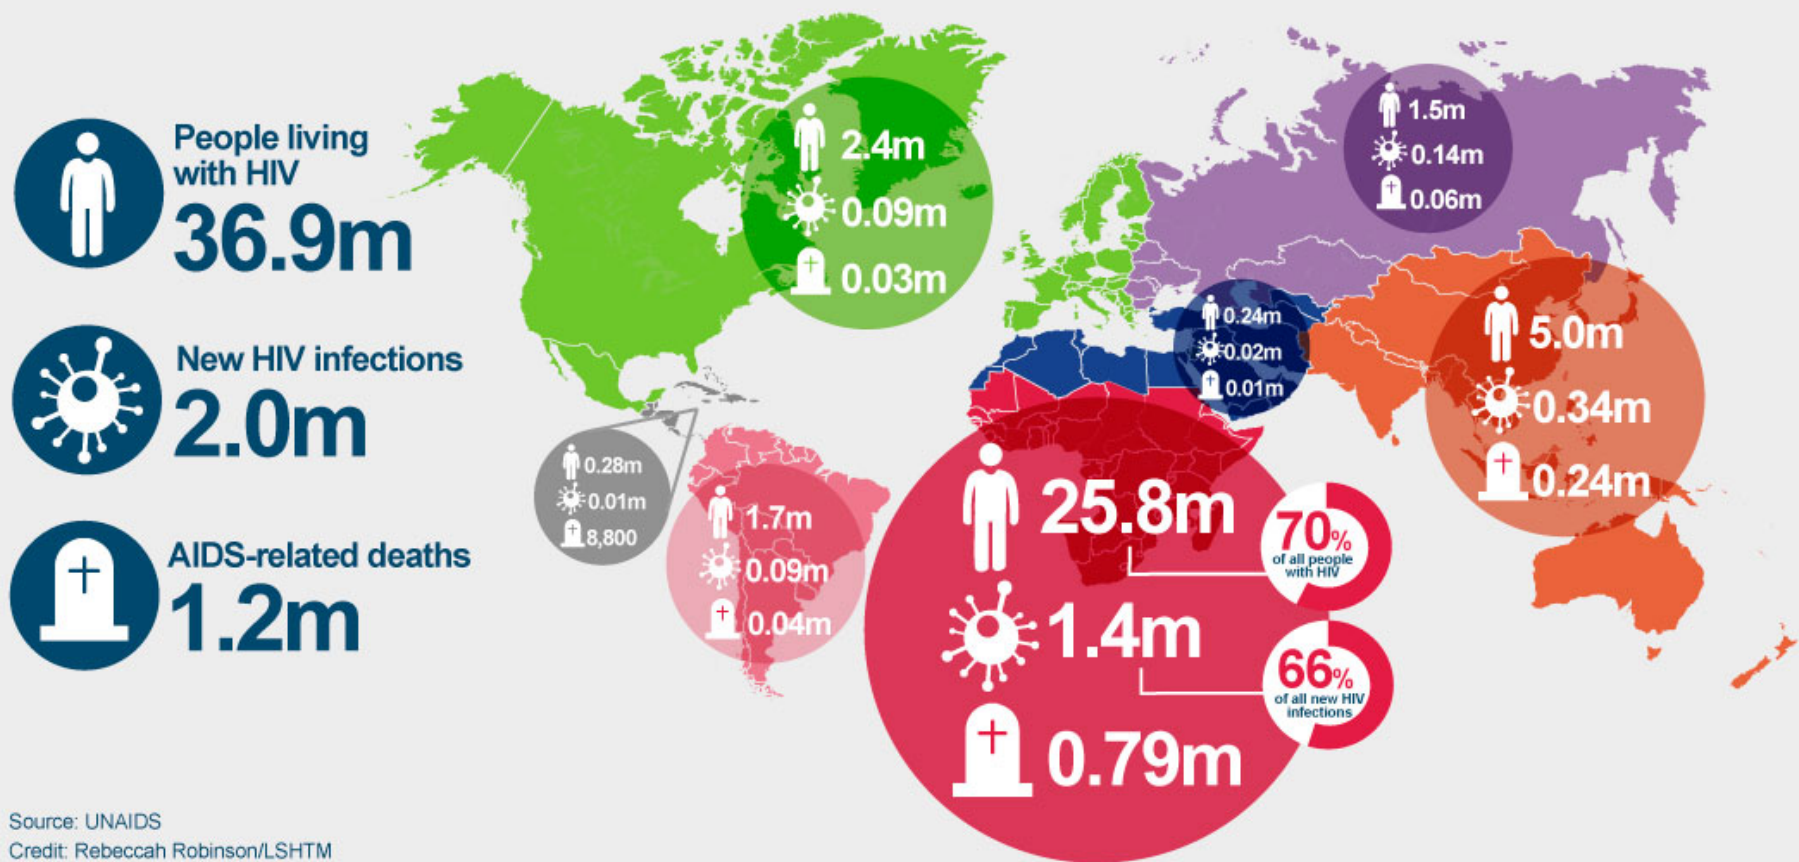 People living
with HIV
36.9m
New HIV infections
2.0m
AIDS-related deaths
1.2m
2.4m
0.09m
0.03m
1.5m
0.14m
0.06m
0.24m
0.02m
0.01m
5.0m
0.34m
0.24m
0.28m
0.01m
8,800
1.7m
0.09m
0.04m
25.8m
70%
of all people
with HIV
1.4m
66%
of all new HIV
infections
0.79m
Source: UNAIDS
Credit: Rebeccah Robinson/LSHTM